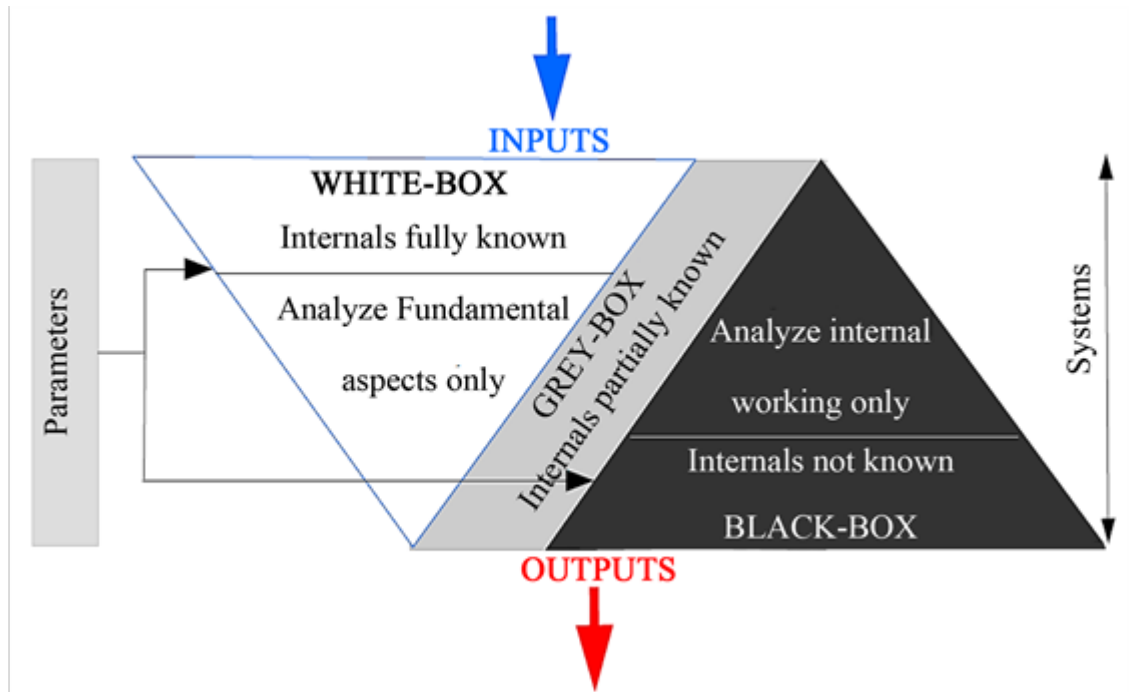 INPUTS
WHITE-BOX
Internals fully known
Analyze Fundamental
aspects only
Parameters
GREY-BOX
Internals partially known
Analyze internal
working only
Internals not known
BLACK-BOX
Systems
OUTPUTS